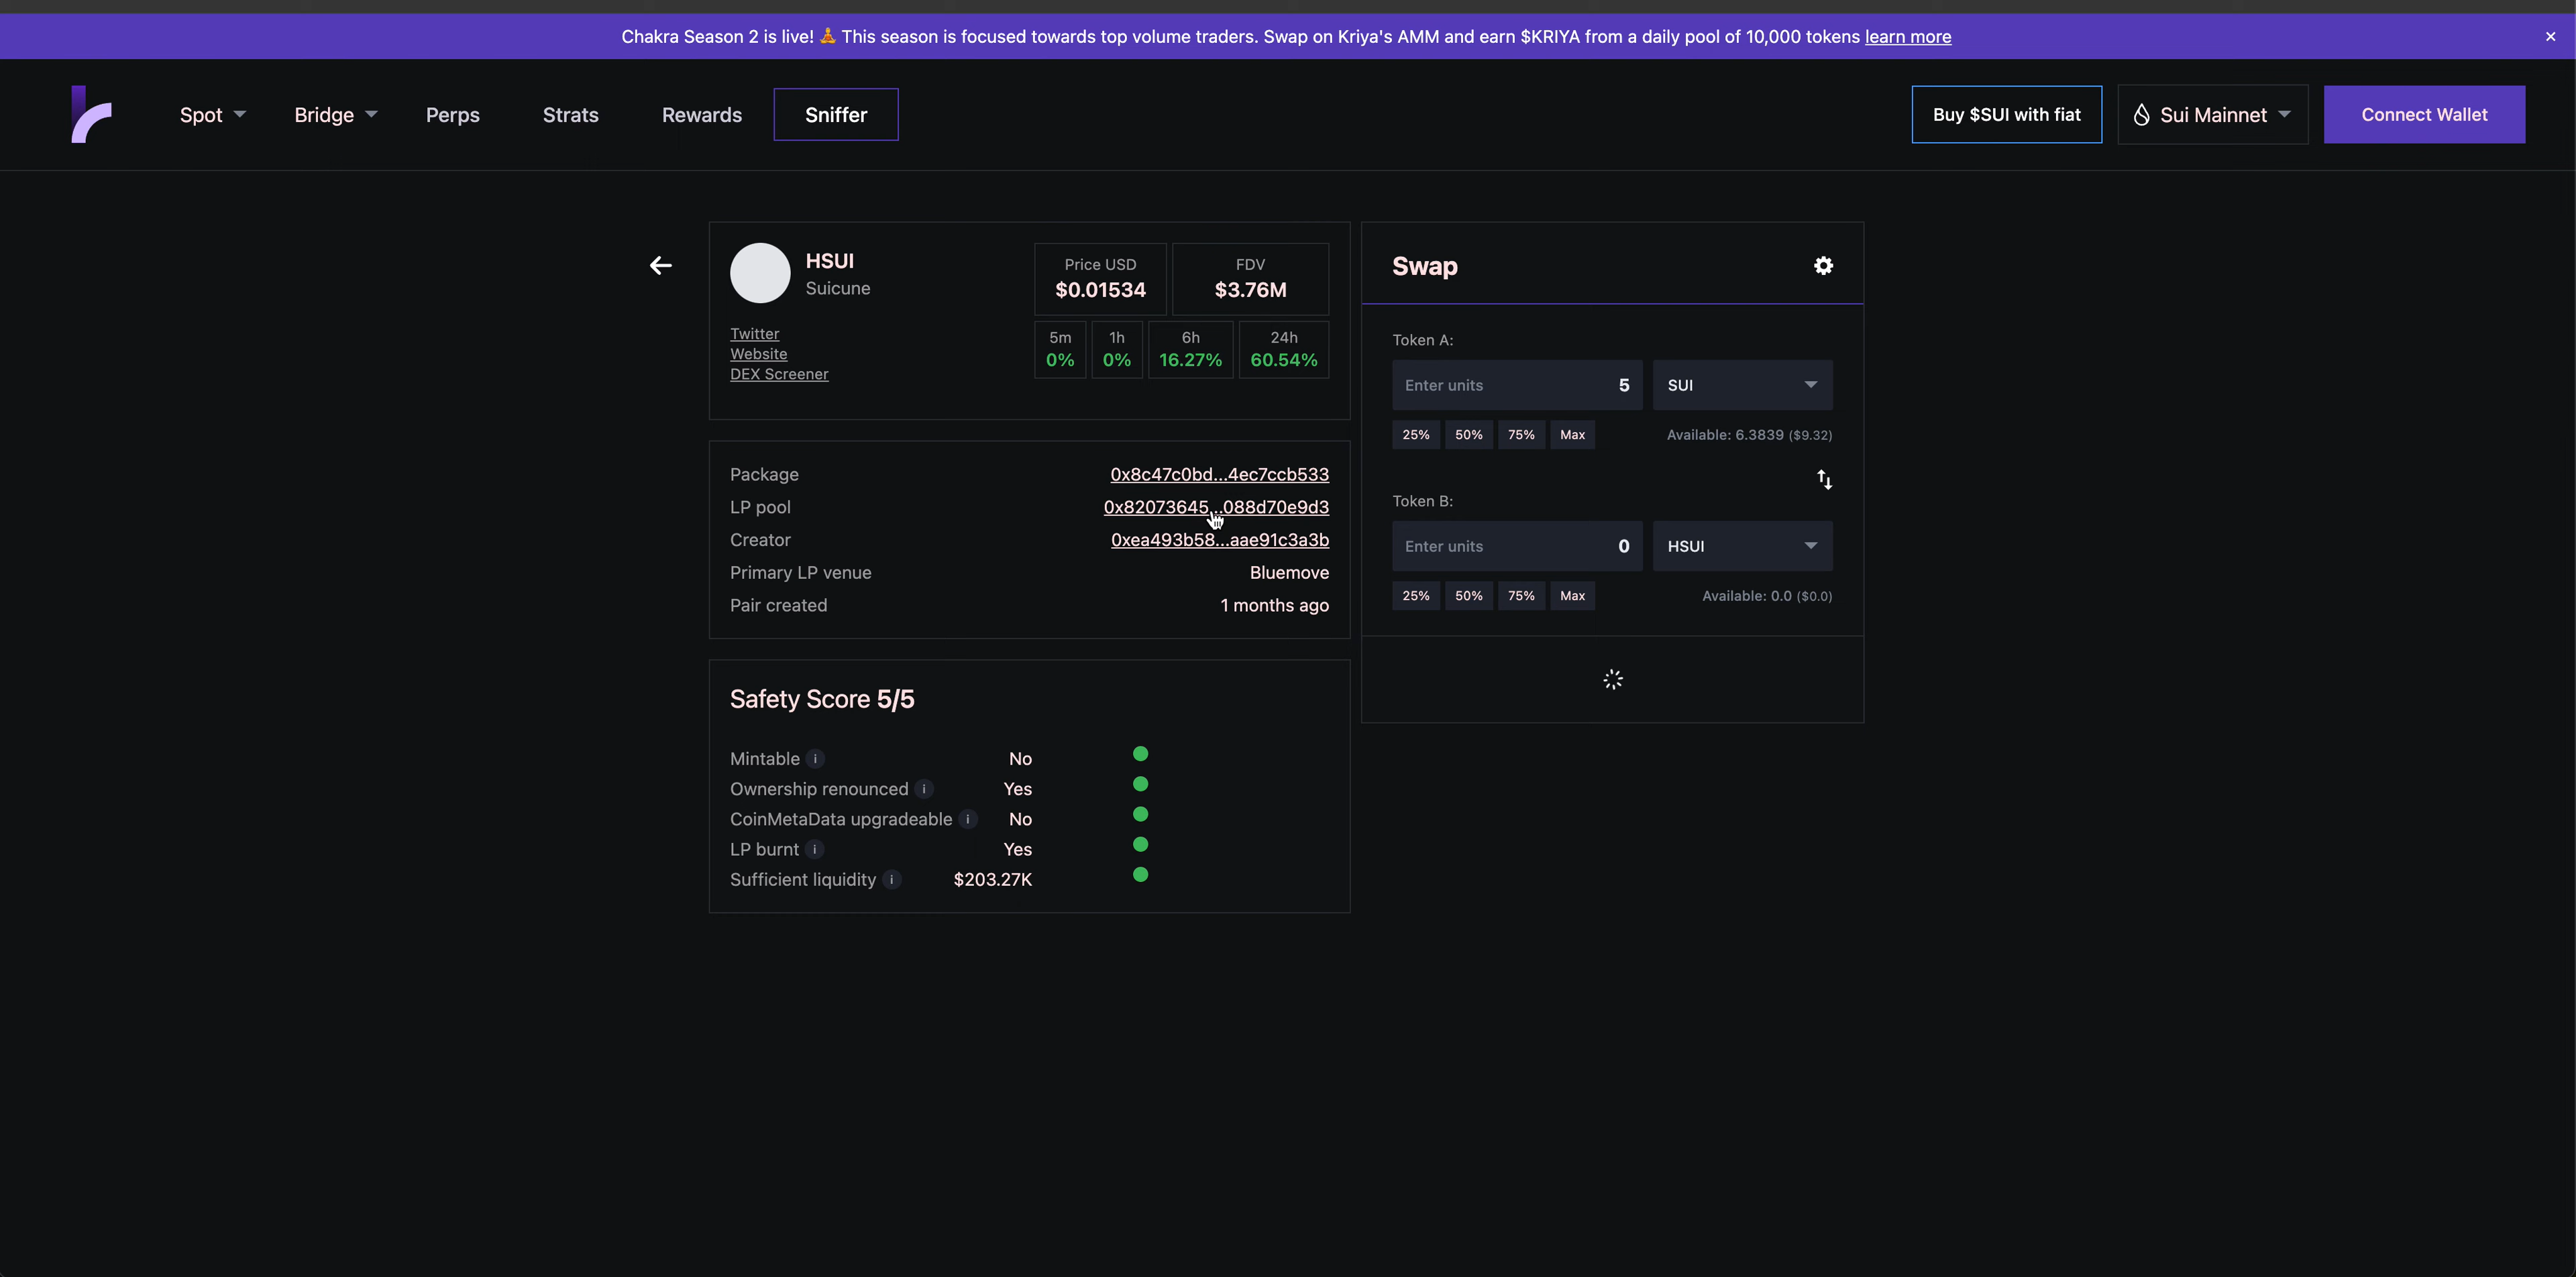 Chakra Season 2 is live! 🧘 This season is focused towards top volume traders. Swap on Kriya's AMM and earn $KRIYA from a daily pool of 10,000 tokens learn more
Spot Bridge Perps Strats Rewards Sniffer Buy $SUI with fiat Sui Mainnet Connect Wallet
HSUI
Suicune
Twitter
Website
DEX Screener
Price USD
$0.01534
FDV
$3.76M
5m
0%
1h
0%
6h
16.27%
24h
60.54%
Package 0x8c47c0bd...4ec7ccb533
LP pool 0x82073645...088d70e9d3
Creator 0xea493b58...aae91c3a3b
Primary LP venue Bluemove
Pair created 1 months ago
Safety Score 5/5
Mintable i No
Ownership renounced i Yes
CoinMetaData upgradeable i No
LP burnt i Yes
Sufficient liquidity i $203.27K
Swap
Token A:
Enter units 5 SUI
25% 50% 75% Max Available: 6.3839 ($9.32)
Token B:
Enter units 0 HSUI
25% 50% 75% Max Available: 0.0 ($0.0)